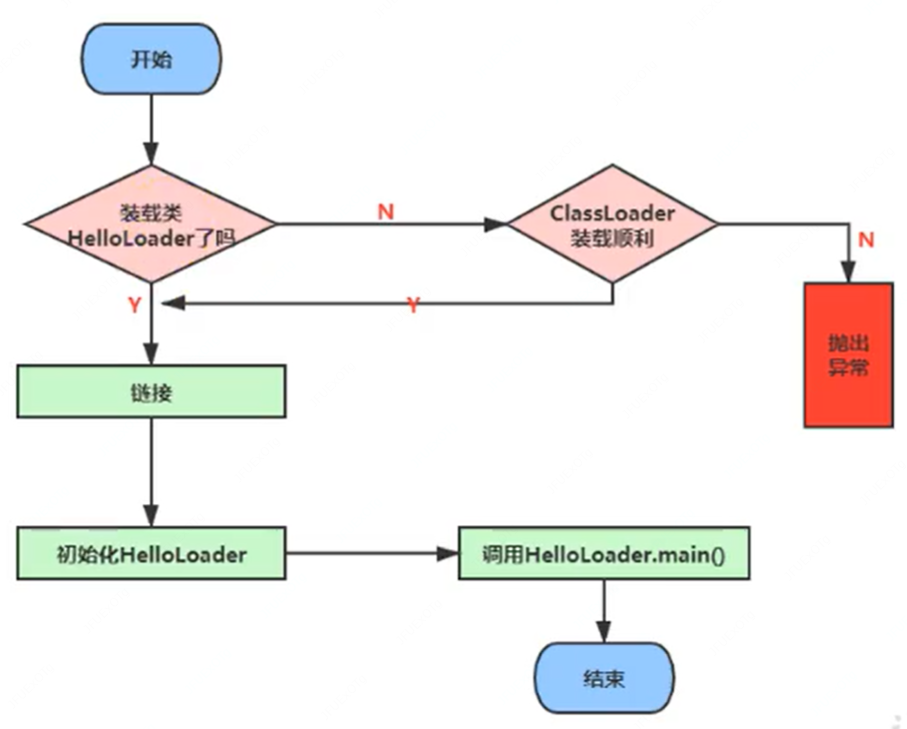 开始
装载类
HelloLoader了吗
N
ClassLoader
装载顺利
N
Y
Y
抛出
异常
链接
初始化HelloLoader
调用HelloLoader.main()
结束